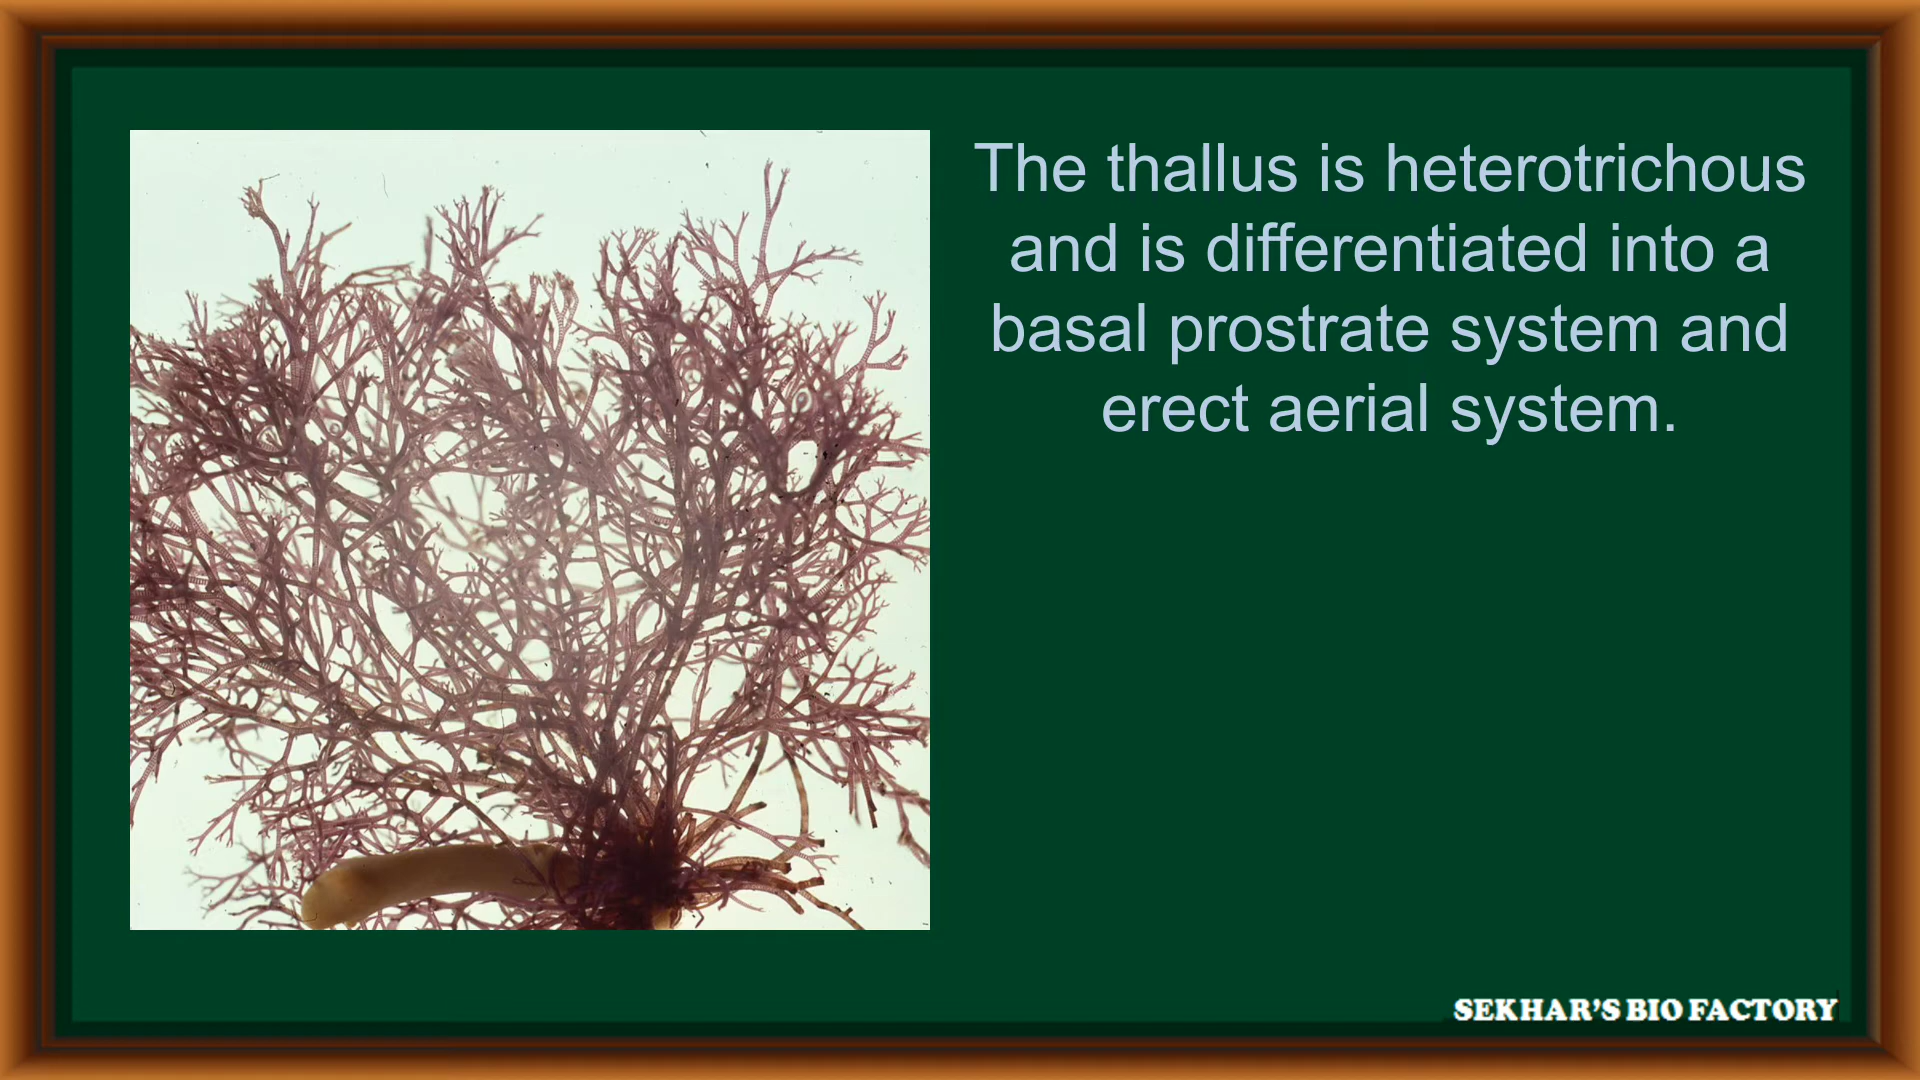 The thallus is heterotrichous
and is differentiated into a
basal prostrate system and
erect aerial system.
SEKHAR'S BIO FACTORY